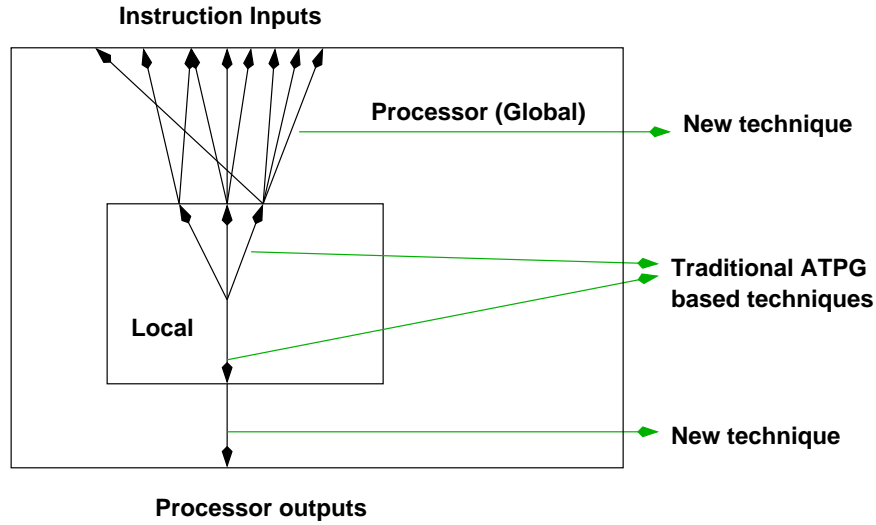 Instruction Inputs
Processor (Global)
New technique
Traditional ATPG
based techniques
Local
New technique
Processor outputs